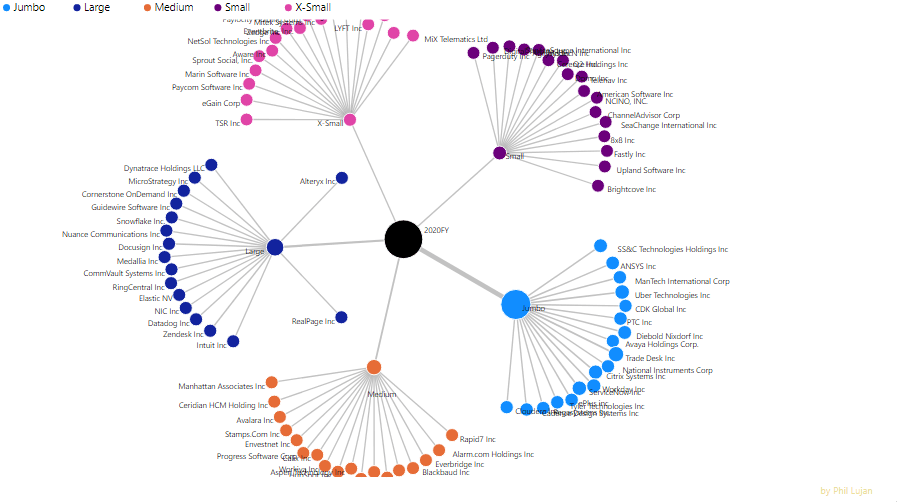 Jumbo
Large
Medium
Small
X-Small
LYFT Inc
MiX Telematics Ltd
NetSol Technologies Inc
Aware Inc
Sprout Social, Inc.
Marin Software Inc
Paycom Software Inc
eGain Corp
TSR Inc
X-Small
Pagerduty Inc
Telenav Inc
American Software Inc
NCINO, INC.
ChannelAdvisor Corp
SeaChange International Inc
8x8 Inc
Fastly Inc
Small
Upland Software Inc
Brightcove Inc
Dynatrace Holdings LLC
MicroStrategy Inc
Alteryx Inc
Cornerstone OnDemand Inc
Guidewire Software Inc
Snowflake Inc.
Nuance Communications Inc
2020FY
Docusign Inc
Large
Medallia Inc
CommVault Systems Inc
RingCentral Inc
Elastic NV
NIC Inc
Datadog Inc
RealPage Inc
Zendesk Inc
Intuit Inc
SS&C Technologies Holdings Inc
ANSYS Inc
ManTech International Corp
Uber Technologies Inc
CDK Global Inc
Jumbo
PTC Inc
Diebold Nixdorf Inc
Avaya Holdings Corp.
Trade Desk Inc
National Instruments Corp
Citrix Systems Inc
Workday Inc
ServiceNow Inc
Tyler Technologies Inc
Medium
Manhattan Associates Inc
Ceridian HCM Holding Inc
Avalara Inc
Stamps.Com Inc
Envestnet Inc
Progress Software Corp
Rapid7 Inc
Alarm.com Holdings Inc
Everbridge Inc
Blackbaud Inc
by Phil Lujan